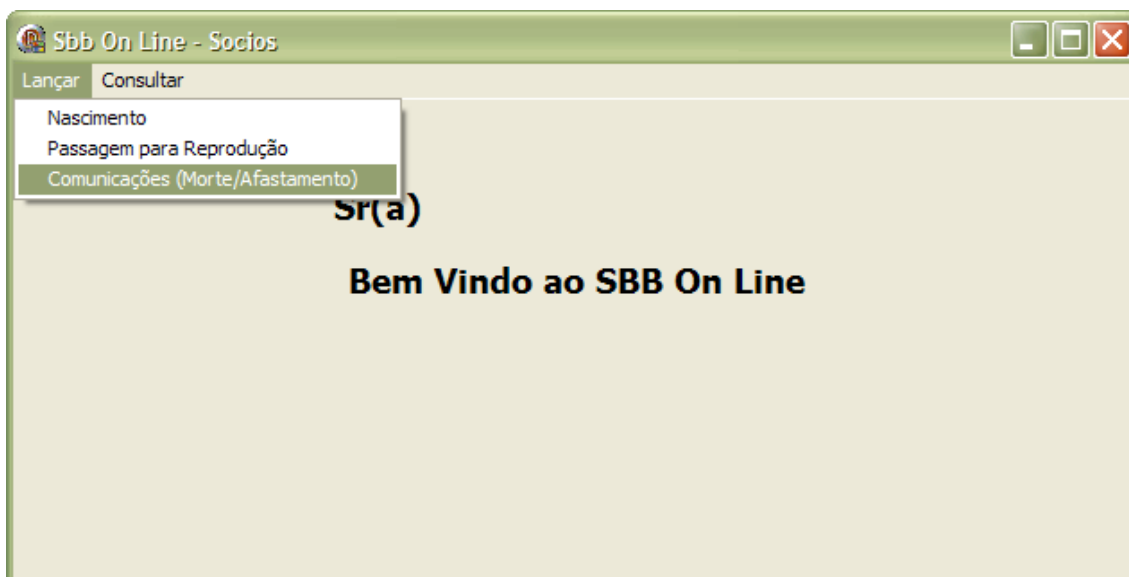 Sbb On Line - Socios
Lançar Consultar
Nascimento
Passagem para Reprodução
Comunicações (Morte/Afastamento)
Sr(a)
Bem Vindo ao SBB On Line